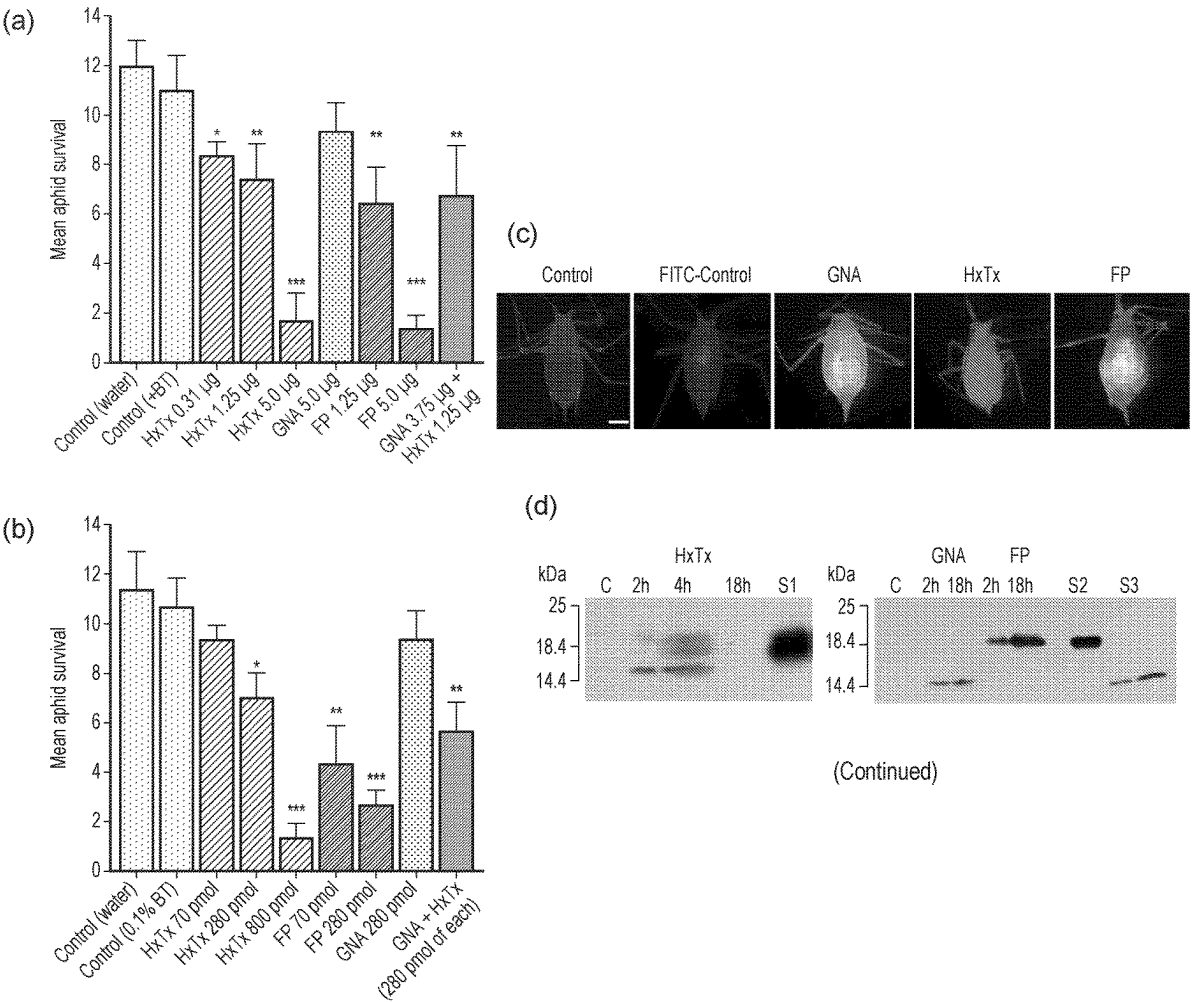 (a)
14
12
10
8
6
4
2
0
Mean aphid survival
*
**
***
**
***
**
Control (water)
Control (+BT)
HxTx 0.31 µg
HxTx 1.25 µg
HxTx 5.0 µg
GNA 5.0 µg
FP 1.25 µg
FP 5.0 µg
GNA 3.75 µg +
HxTx 1.25 µg
(b)
14
12
10
8
6
4
2
0
Mean aphid survival
*
***
**
***
**
Control (water)
Control (0.1% BT)
HxTx 70 pmol
HxTx 280 pmol
HxTx 800 pmol
FP 70 pmol
FP 280 pmol
GNA 280 pmol
GNA + HxTx
(280 pmol of each)
(c)
Control FITC-Control GNA HxTx FP
(d)
HxTx
kDa C 2h 4h 18h S1
25
18.4
14.4
GNA FP
kDa C 2h 18h 2h 18h S2 S3
25
18.4
14.4
(Continued)